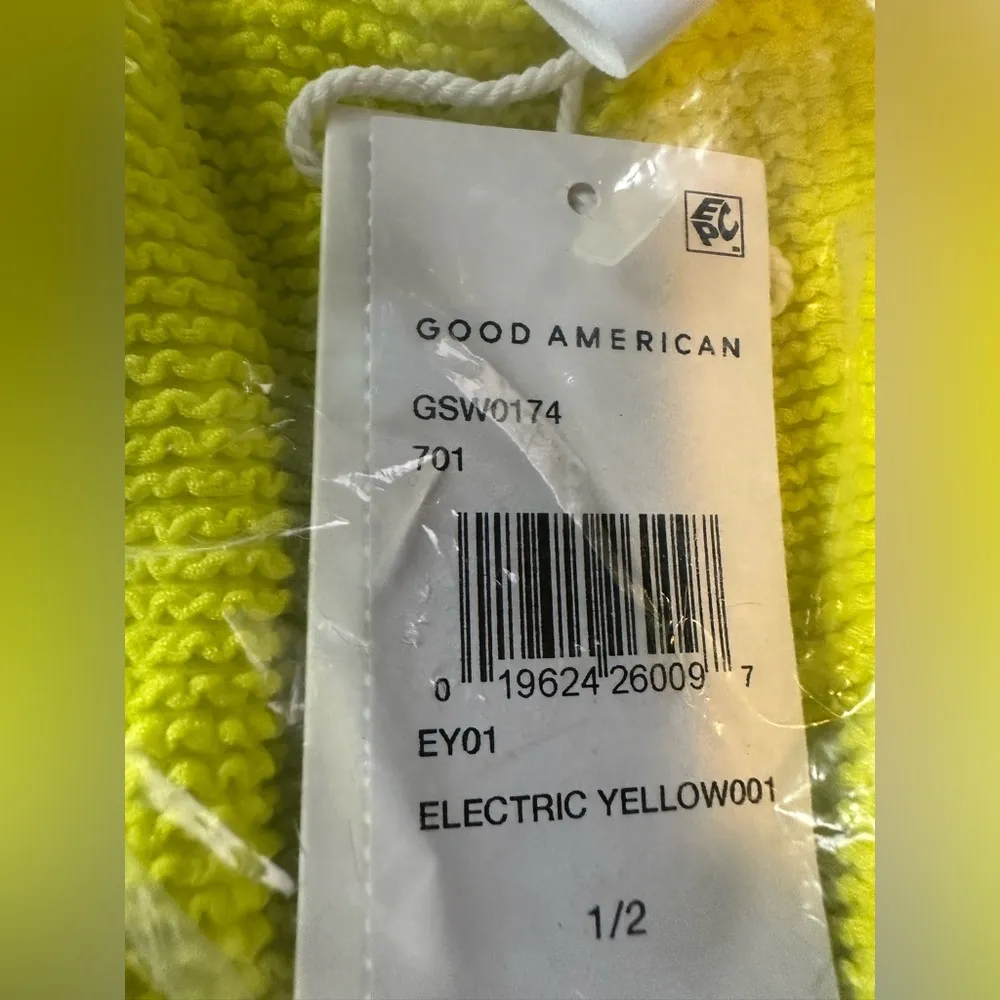 EPC
GOOD AMERICAN
GSW0174
701
0 19624 26009 7
EY01
ELECTRIC YELLOW001
1/2